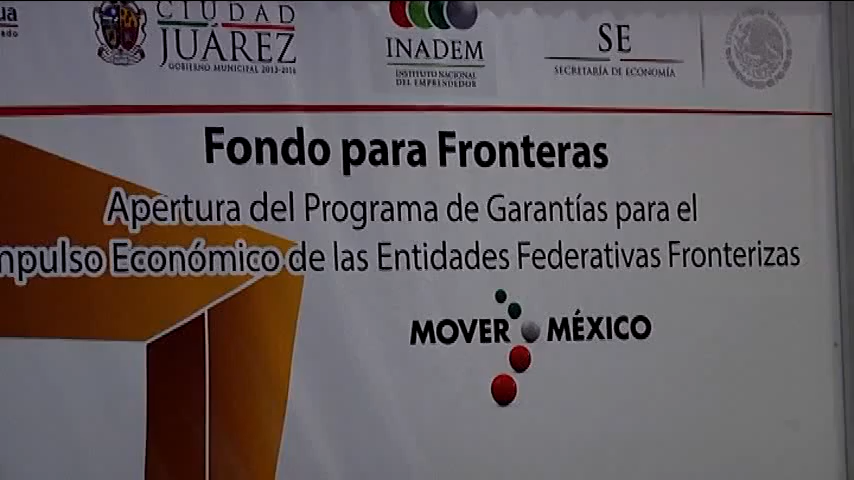 CIUDAD
JUÁREZ
GOBIERNO MUNICIPAL 2013-2016
INADEM
INSTITUTO NACIONAL
DEL EMPRENDEDOR
SE
SECRETARÍA DE ECONOMÍA
Fondo para Fronteras
Apertura del Programa de Garantías para el
mpulso Económico de las Entidades Federativas Fronterizas
MOVER MÉXICO